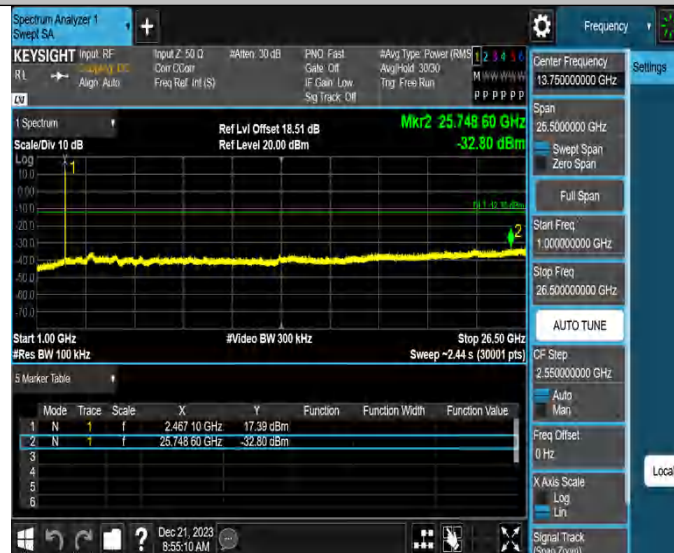 Spectrum Analyzer 1
Swept SA
+
Frequency
KEYSIGHT
Input: RF
Coupling: DC
Align: Auto
Input Z: 50 Ω
Corr CCorr
Freq Ref: Int (S)
#Atten: 30 dB
PNO: Fast
Gate: Off
IF Gain: Low
Sig Track: Off
#Avg Type: Power (RMS
Avg|Hold: 30/30
Trig: Free Run
1 2 3 4 5 6
M W W W W W
P P P P P P
Center Frequency
13.750000000 GHz
Settings
1 Spectrum
Scale/Div 10 dB
Ref Lvl Offset 18.51 dB
Ref Level 20.00 dBm
Mkr2 25.748 60 GHz
-32.80 dBm
Span
25.5000000 GHz
Swept Span
Zero Span
Log
10.0
0.00
-10.0
-20.0
-30.0
-40.0
-50.0
-60.0
-70.0
1
2
Full Span
Start Freq
1.000000000 GHz
Stop Freq
26.500000000 GHz
AUTO TUNE
Start 1.00 GHz
#Video BW 300 kHz
Stop 26.50 GHz
#Res BW 100 kHz
Sweep ~2.44 s (30001 pts)
CF Step
2.550000000 GHz
Auto
Man
5 Marker Table
Mode Trace Scale X Y Function Function Width Function Value
1 N 1 f 2.467 10 GHz 17.39 dBm
2 N 1 f 25.748 60 GHz -32.80 dBm
3
4
5
6
Freq Offset
0 Hz
Local
X Axis Scale
Log
Lin
Signal Track
(Span Zoom)
?
Dec 21, 2023
8:55:10 AM